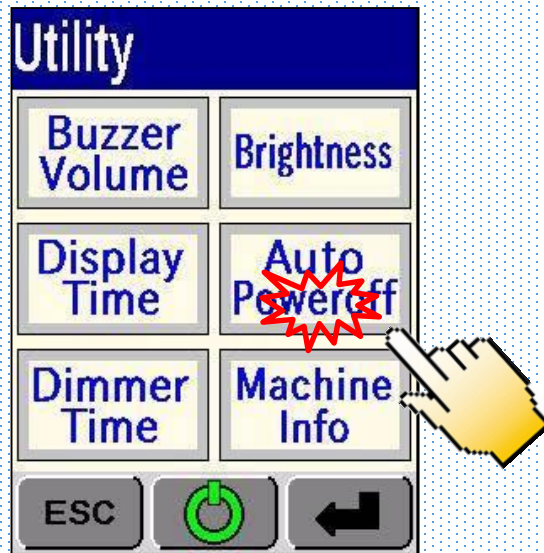 Utility
Buzzer
Volume
Brightness
Display
Time
Auto
Poweroff
Dimmer
Time
Machine
Info
ESC